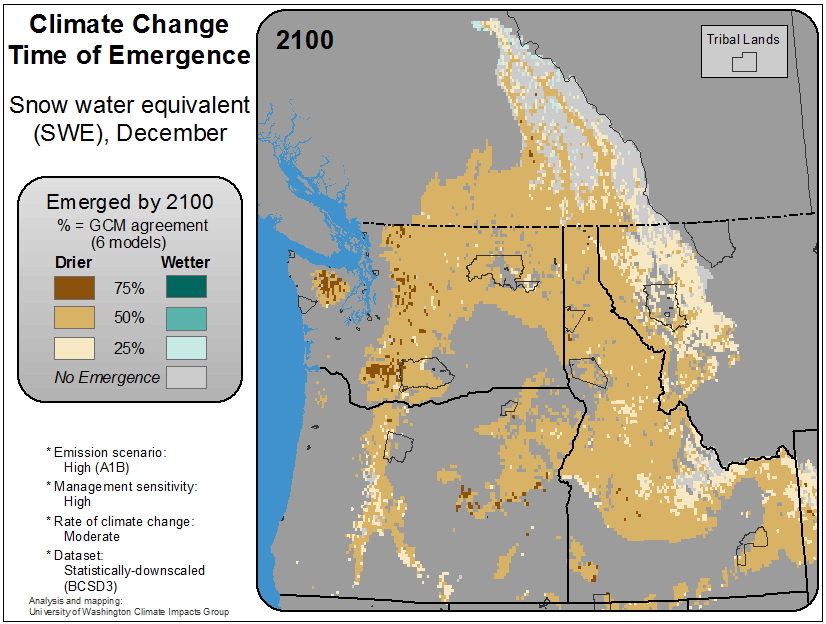 Climate Change
Time of Emergence
Snow water equivalent
(SWE), December
Emerged by 2100
% = GCM agreement
(6 models)
Drier Wetter
75%
50%
25%
No Emergence
* Emission scenario:
High (A1B)
* Management sensitivity:
High
* Rate of climate change:
Moderate
* Dataset:
Statistically-downscaled
(BCSD3)
Analysis and mapping:
University of Washington Climate Impacts Group
2100
Tribal Lands